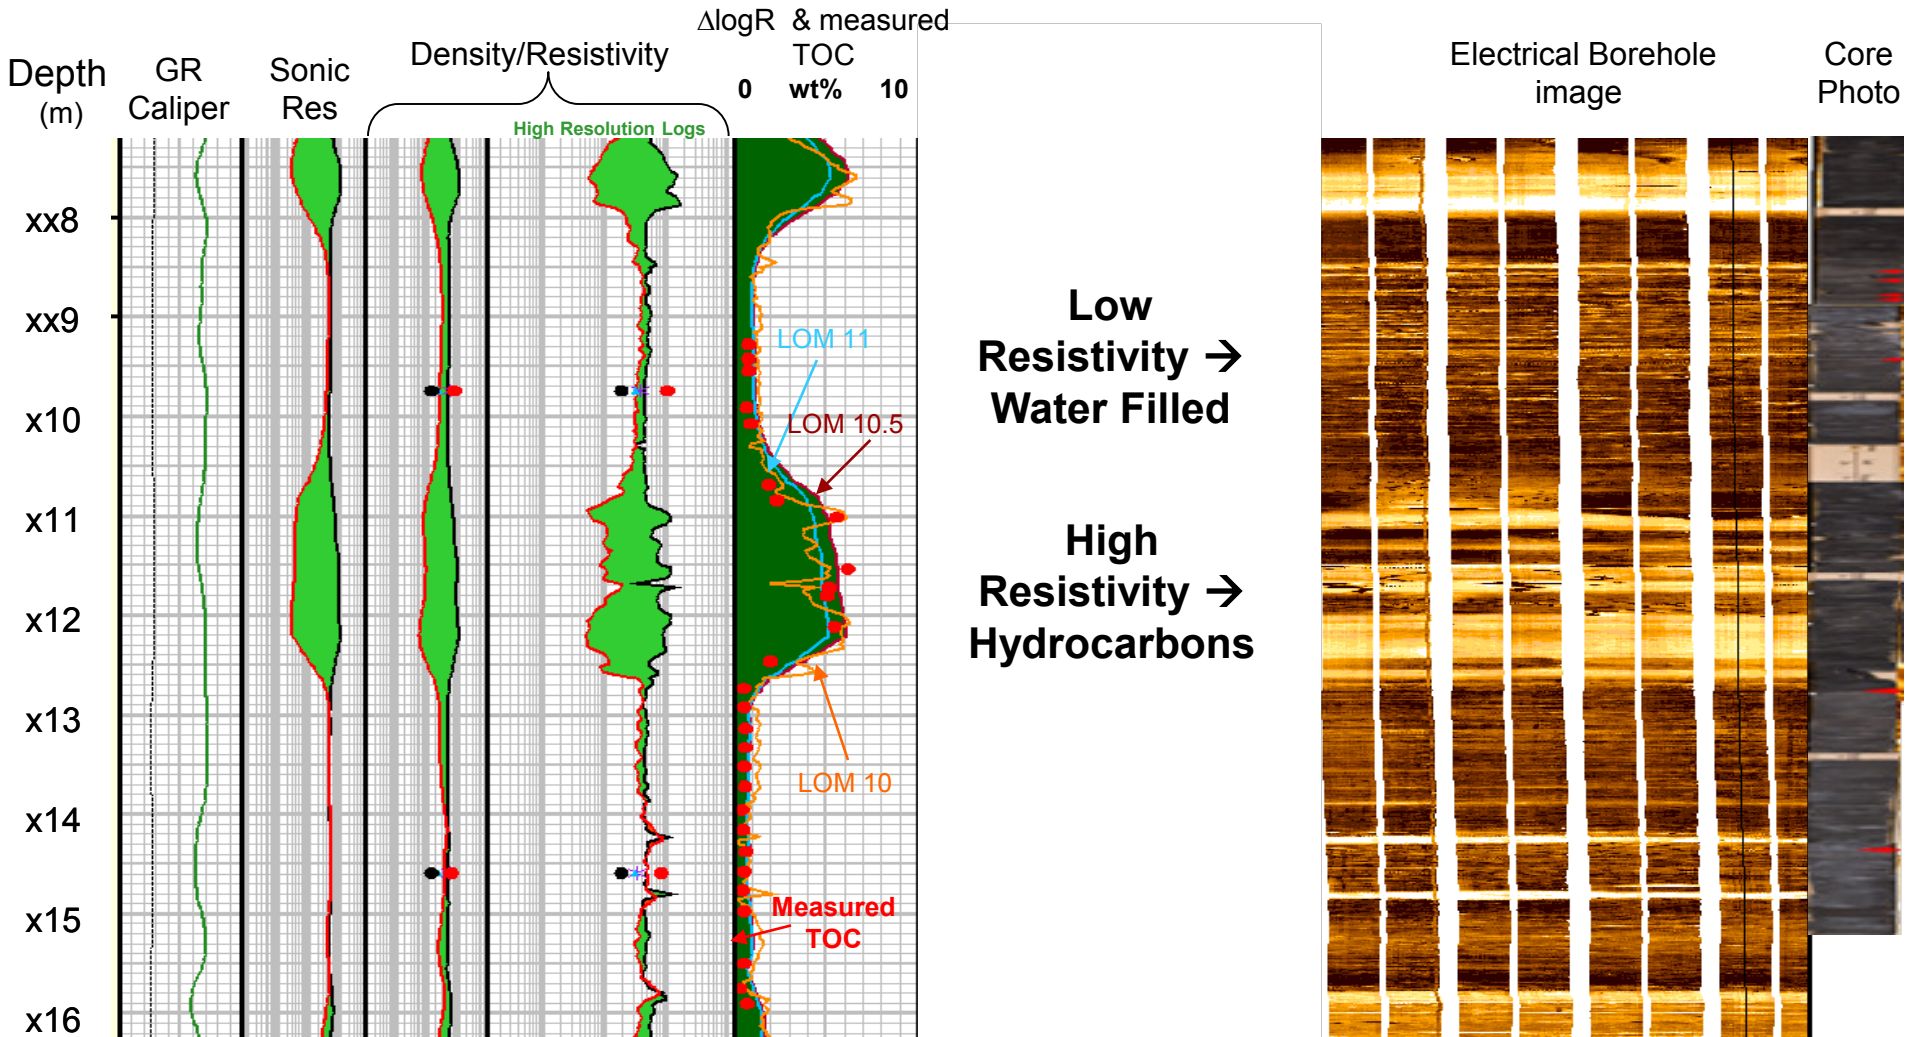 ΔlogR & measured
TOC
0 wt% 10
Depth
(m)
GR
Caliper
Sonic
Res
Density/Resistivity
High Resolution Logs
Electrical Borehole
image
Core
Photo
xx8
xx9
x10
x11
x12
x13
x14
x15
x16
LOM 11
LOM 10.5
LOM 10
Measured
TOC
Low
Resistivity →
Water Filled
High
Resistivity →
Hydrocarbons